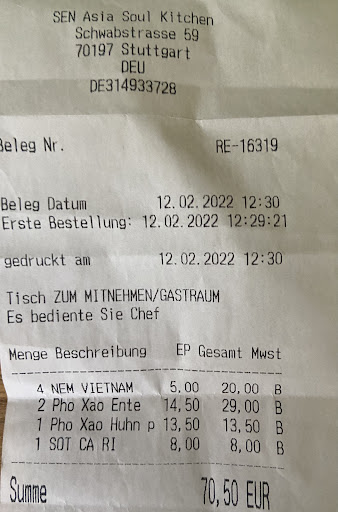 SEN Asia Soul Kitchen
Schwabstrasse 59
70197 Stuttgart
DEU
DE314933728
Beleg Nr. RE-16319
Beleg Datum 12.02.2022 12:30
Erste Bestellung: 12.02.2022 12:29:21
gedruckt am 12.02.2022 12:30
Tisch ZUM MITNEHMEN/GASTRAUM
Es bediente Sie Chef
Menge Beschreibung EP Gesamt Mwst
4 NEM VIETNAM 5,00 20,00 B
2 Pho Xao Ente 14,50 29,00 B
1 Pho Xao Huhn p 13,50 13,50 B
1 SOT CA RI 8,00 8,00 B
Summe 70,50 EUR